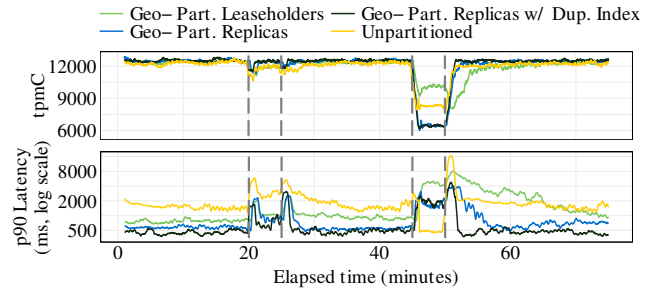 Geo- Part. Leaseholders
Geo- Part. Replicas w/ Dup. Index
Geo- Part. Replicas
Unpartitioned
tpmC
12000
9000
6000
p90 Latency
(ms, log scale)
8000
2000
500
0 20 40 60
Elapsed time (minutes)